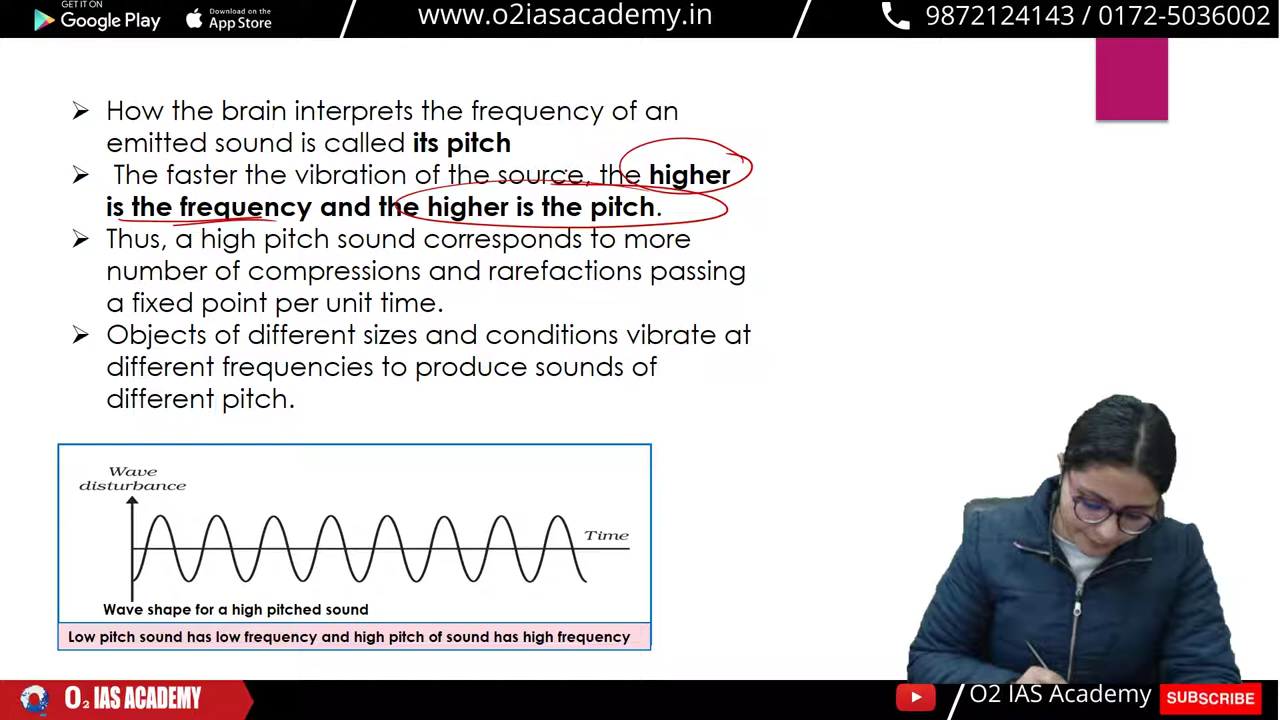 GET IT ON
Google Play
Download on the
App Store
www.o2iasacademy.in
9872124143 / 0172-5036002
➢ How the brain interprets the frequency of an
emitted sound is called its pitch
➢ The faster the vibration of the source, the higher
is the frequency and the higher is the pitch.
➢ Thus, a high pitch sound corresponds to more
number of compressions and rarefactions passing
a fixed point per unit time.
➢ Objects of different sizes and conditions vibrate at
different frequencies to produce sounds of
different pitch.
Wave
disturbance
Time
Wave shape for a high pitched sound
Low pitch sound has low frequency and high pitch of sound has high frequency
O₂ IAS ACADEMY
O2 IAS Academy
SUBSCRIBE